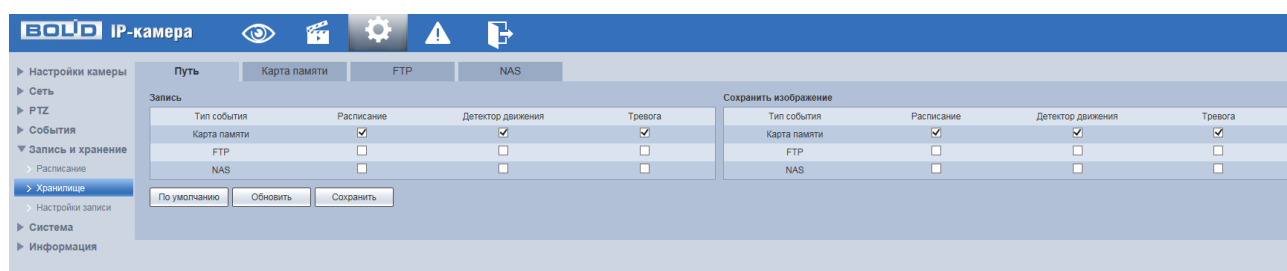 BOLID IP-камера
Настройки камеры
Сеть
PTZ
События
Запись и хранение
Расписание
Хранилище
Настройки записи
Система
Информация
Путь Карта памяти FTP NAS
Запись
Тип события Расписание Детектор движения Тревога
Карта памяти
FTP
NAS
Сохранить изображение
Тип события Расписание Детектор движения Тревога
Карта памяти
FTP
NAS
По умолчанию Обновить Сохранить